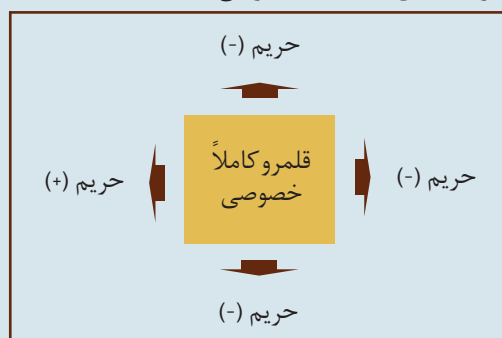 حریم (-)
قلمرو کاملاً
خصوصی
حریم (-)
حریم (+)
حریم (-)